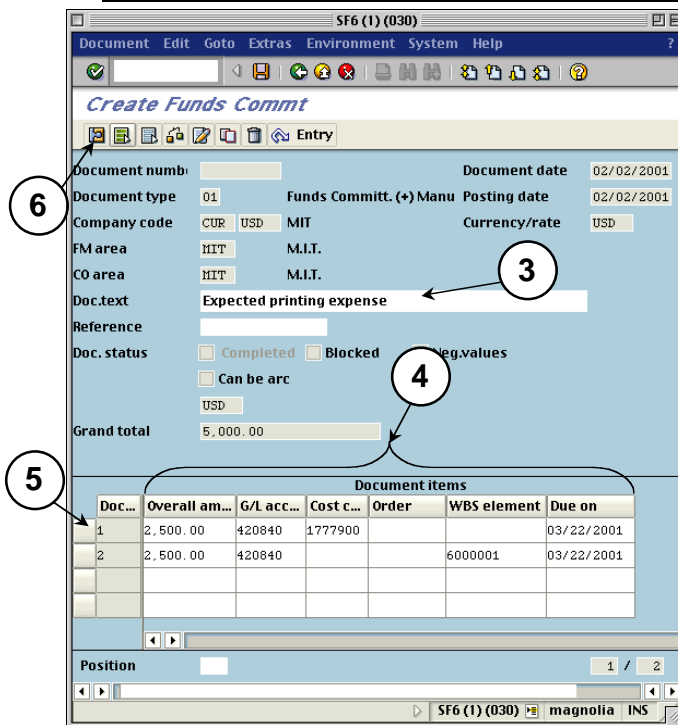 SF6 (1) (030)
Document Edit Goto Extras Environment System Help ?
Create Funds Commt
Entry
6
Document numb Document date 02/02/2001
Document type 01 Funds Committ. (+) Manu Posting date 02/02/2001
Company code CUR USD MIT Currency/rate USD
FM area MIT M.I.T.
CO area MIT M.I.T.
3
Doc.text Expected printing expense
Reference
Doc. status Completed Blocked Neg.values
Can be arc
4
USD
Grand total 5,000.00
5
Document items
Doc... Overall am... G/L acc... Cost c... Order WBS element Due on
1 2,500.00 420840 1777900 03/22/2001
2 2,500.00 420840 6000001 03/22/2001
Position 1 / 2
SF6 (1) (030) magnolia INS